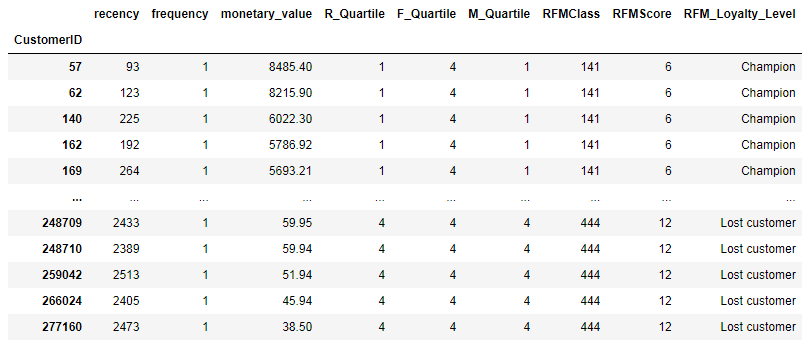 recency frequency monetary_value R_Quartile F_Quartile M_Quartile RFMClass RFMScore RFM_Loyalty_Level
CustomerID
57 93 1 8485.40 1 4 1 141 6 Champion
62 123 1 8215.90 1 4 1 141 6 Champion
140 225 1 6022.30 1 4 1 141 6 Champion
162 192 1 5786.92 1 4 1 141 6 Champion
169 264 1 5693.21 1 4 1 141 6 Champion
... ... ... ... ... ... ... ... ... ...
248709 2433 1 59.95 4 4 4 444 12 Lost customer
248710 2389 1 59.94 4 4 4 444 12 Lost customer
259042 2513 1 51.94 4 4 4 444 12 Lost customer
266024 2405 1 45.94 4 4 4 444 12 Lost customer
277160 2473 1 38.50 4 4 4 444 12 Lost customer